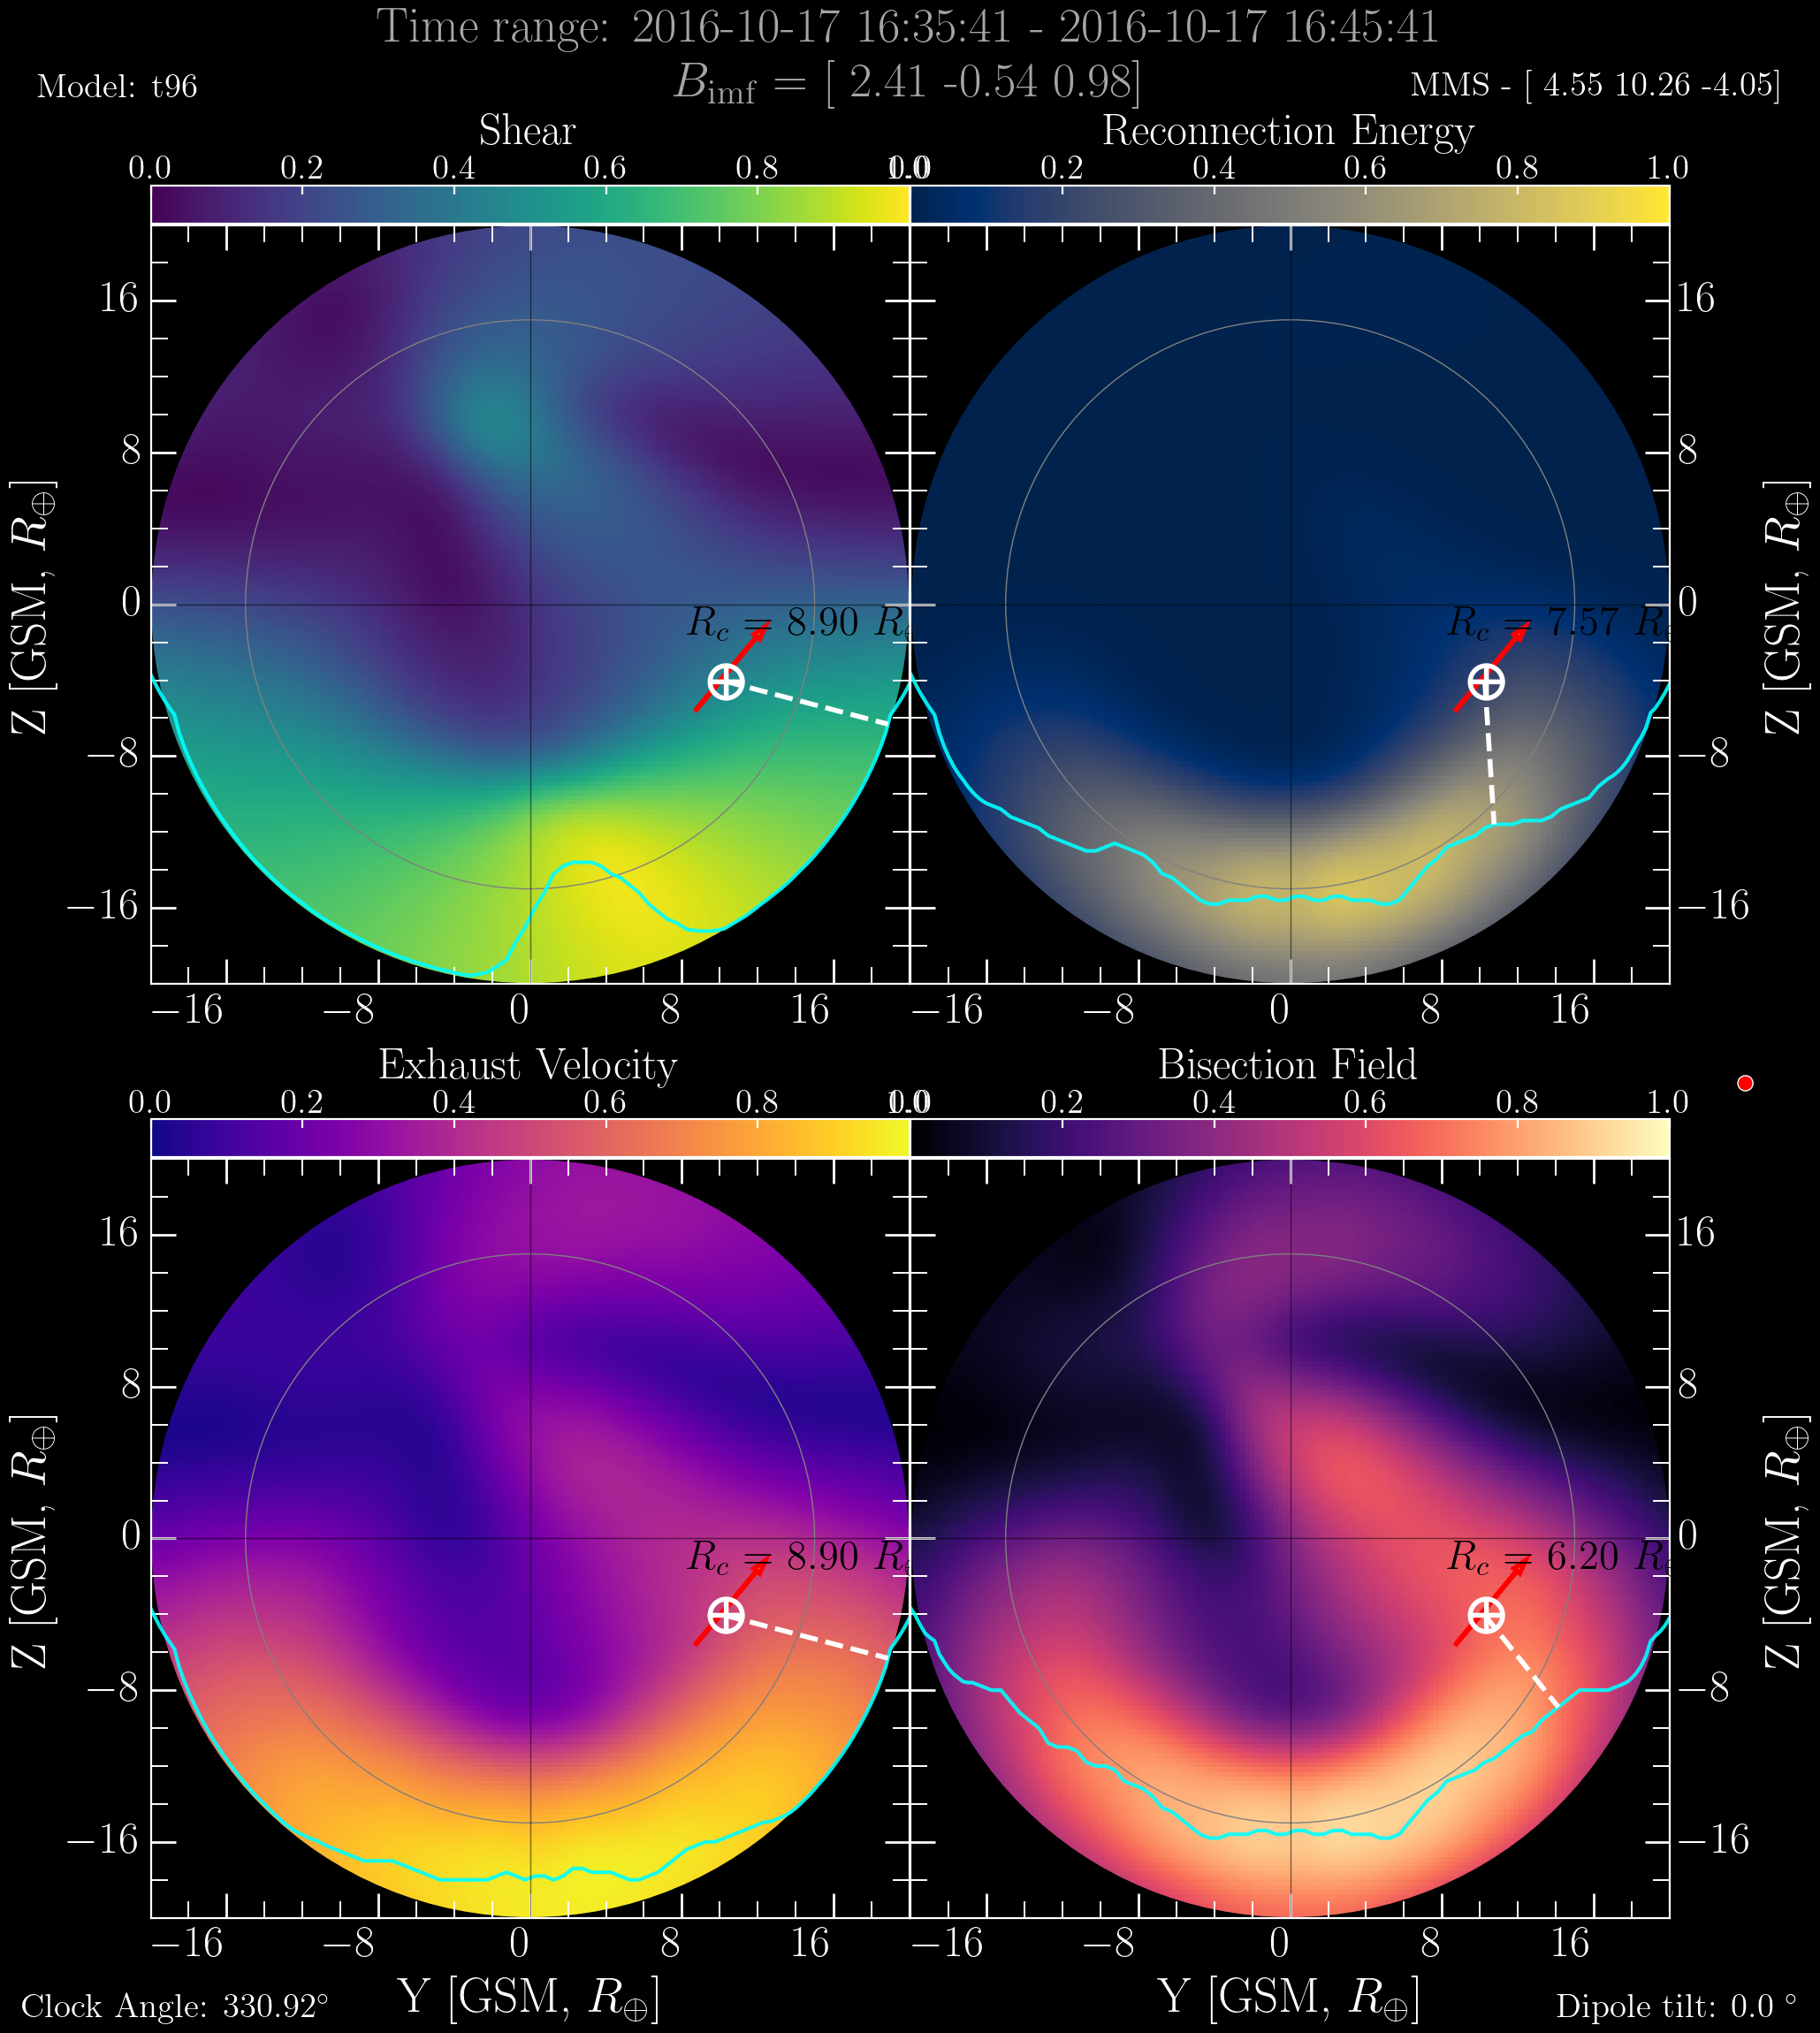 Time range: 2016-10-17 16:35:41 - 2016-10-17 16:45:41
Model: t96
B_imf = [ 2.41 -0.54 0.98]
MMS - [ 4.55 10.26 -4.05]
Shear
Reconnection Energy
0.0 0.2 0.4 0.6 0.8 1.0
0.0 0.2 0.4 0.6 0.8 1.0
16 16
8 8
0 0
−8 −8
−16 −16
Z [GSM, R⊕]
Z [GSM, R⊕]
R_c = 8.90 R
R_c = 7.57 R
−16 −8 0 8 16
−16 −8 0 8 16
Exhaust Velocity
Bisection Field
0.0 0.2 0.4 0.6 0.8 1.0
0.0 0.2 0.4 0.6 0.8 1.0
16 16
8 8
0 0
−8 −8
−16 −16
Z [GSM, R⊕]
Z [GSM, R⊕]
R_c = 8.90 R
R_c = 6.20 R
−16 −8 0 8 16
−16 −8 0 8 16
Y [GSM, R⊕]
Y [GSM, R⊕]
Clock Angle: 330.92°
Dipole tilt: 0.0 °